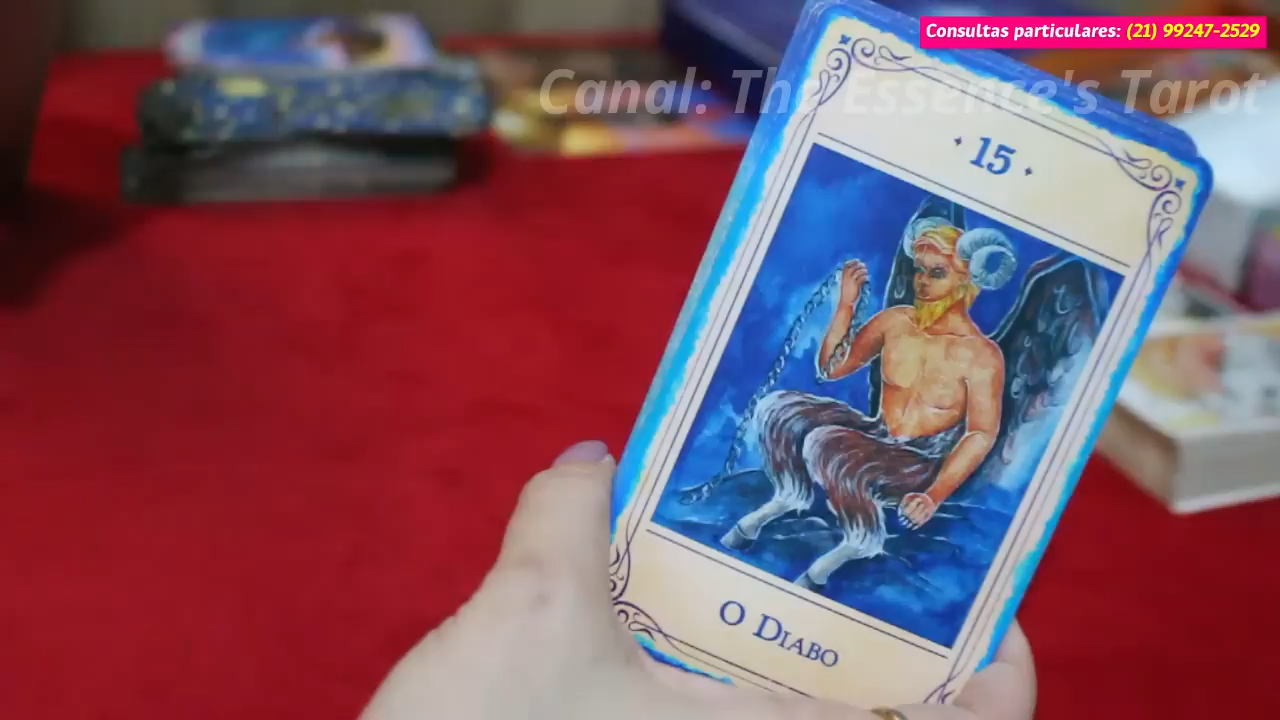 Consultas particulares: (21) 99247-2529
Canal: The Essence's Tarot
15
O DIABO